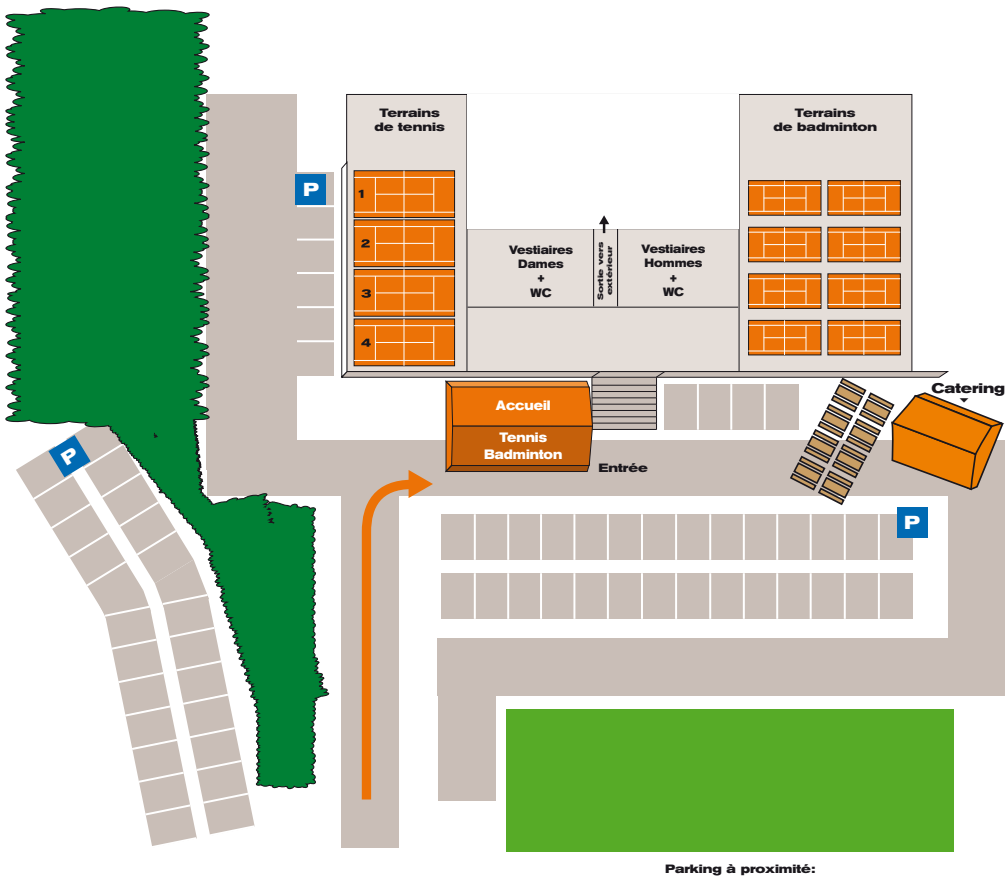 Terrains
de tennis
Terrains
de badminton
P
1
2
3
4
Vestiaires
Dames
+
WC
Sortie vers
extérieur
Vestiaires
Hommes
+
WC
Catering
Accueil
Tennis
Badminton
Entrée
P
P
Parking à proximité: